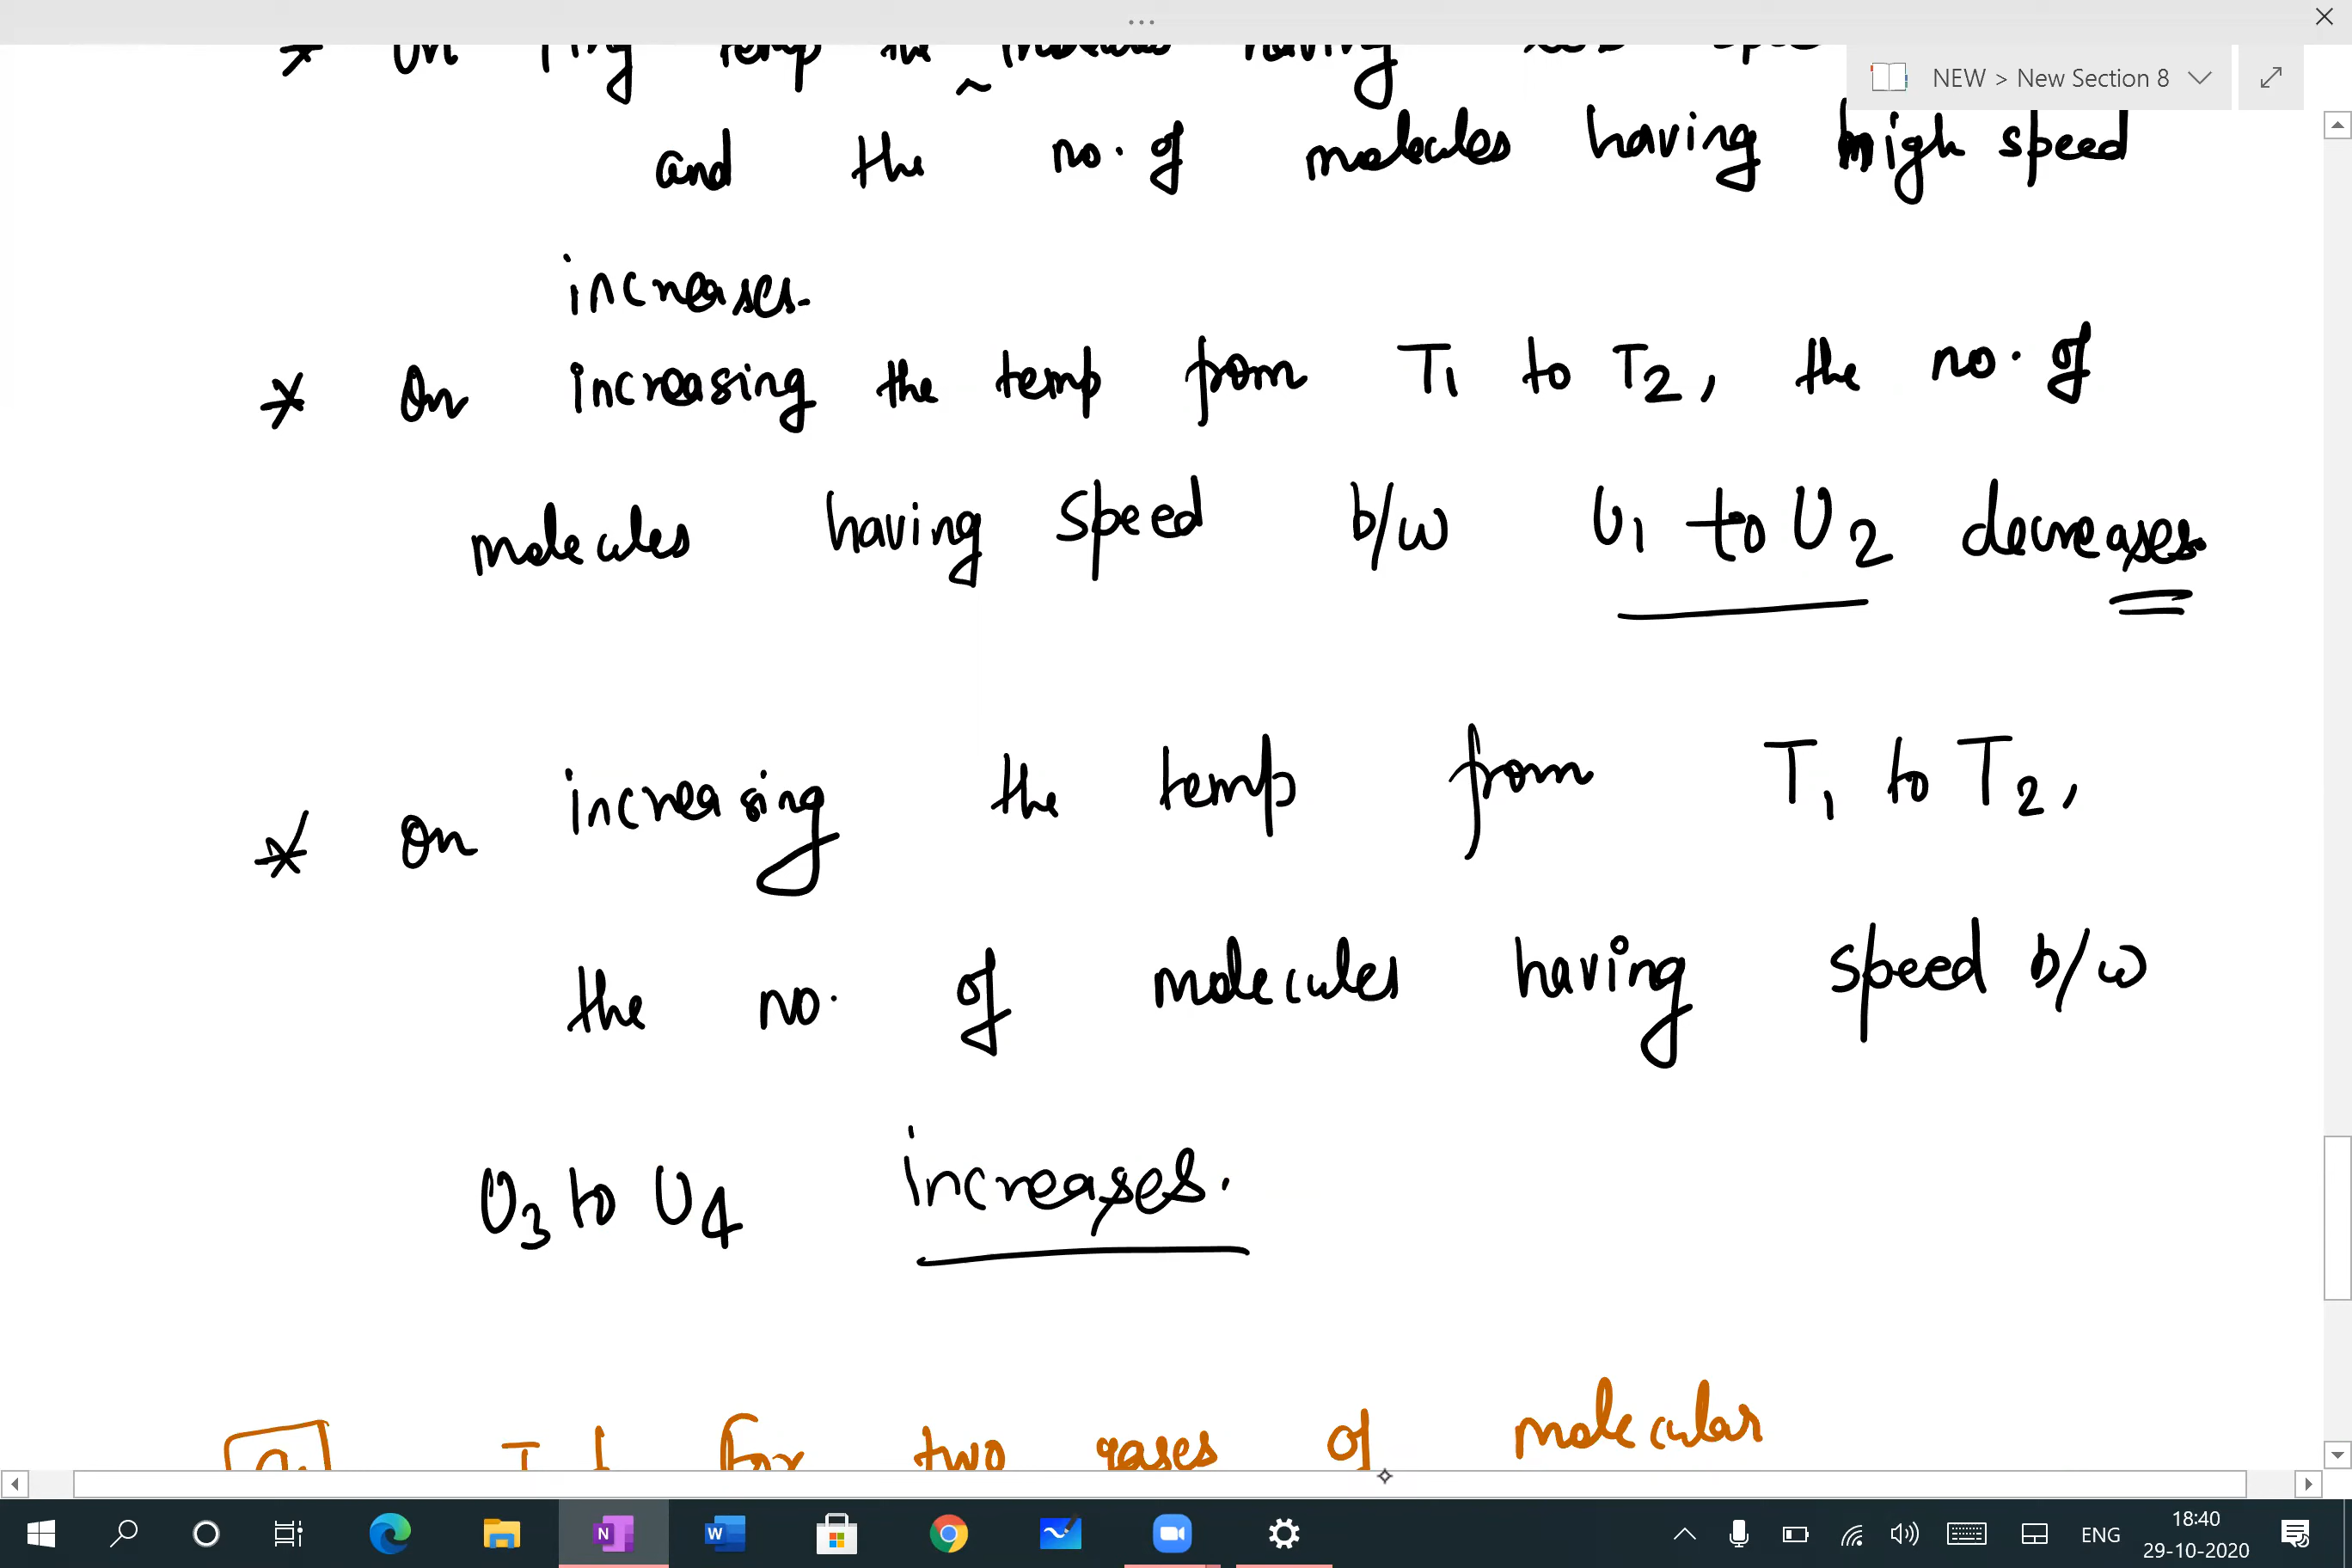 NEW > New Section 8
and the no. of molecules having high speed
increases.
* On increasing the temp from T1 to T2, the no. of
molecules having speed b/w U1 to U2 decreases
* On increasing the temp from T1 to T2,
the no. of molecules having speed b/w
U3 to U4 increases.
For two gases of molecular
ENG
18:40
29-10-2020